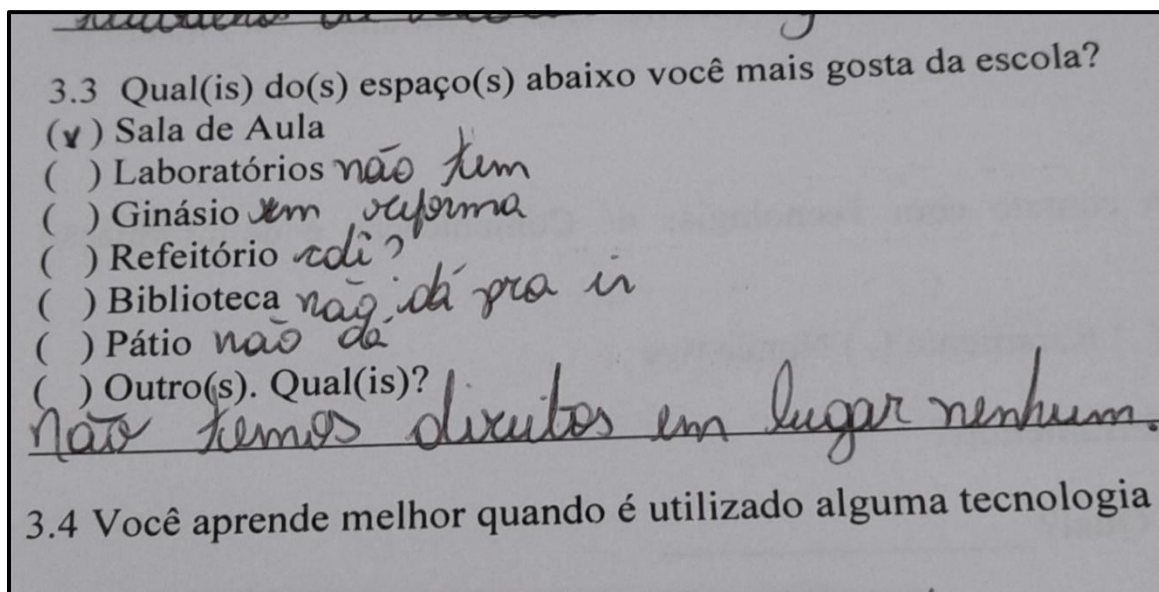 3.3 Qual(is) do(s) espaço(s) abaixo você mais gosta da escola?
(x) Sala de Aula
( ) Laboratórios não tem
( ) Ginásio em reforma
( ) Refeitório cdi?
( ) Biblioteca não dá pra ir
( ) Pátio não da
( ) Outro(s). Qual(is)?
não temos direitos em lugar nenhum.
3.4 Você aprende melhor quando é utilizado alguma tecnologia